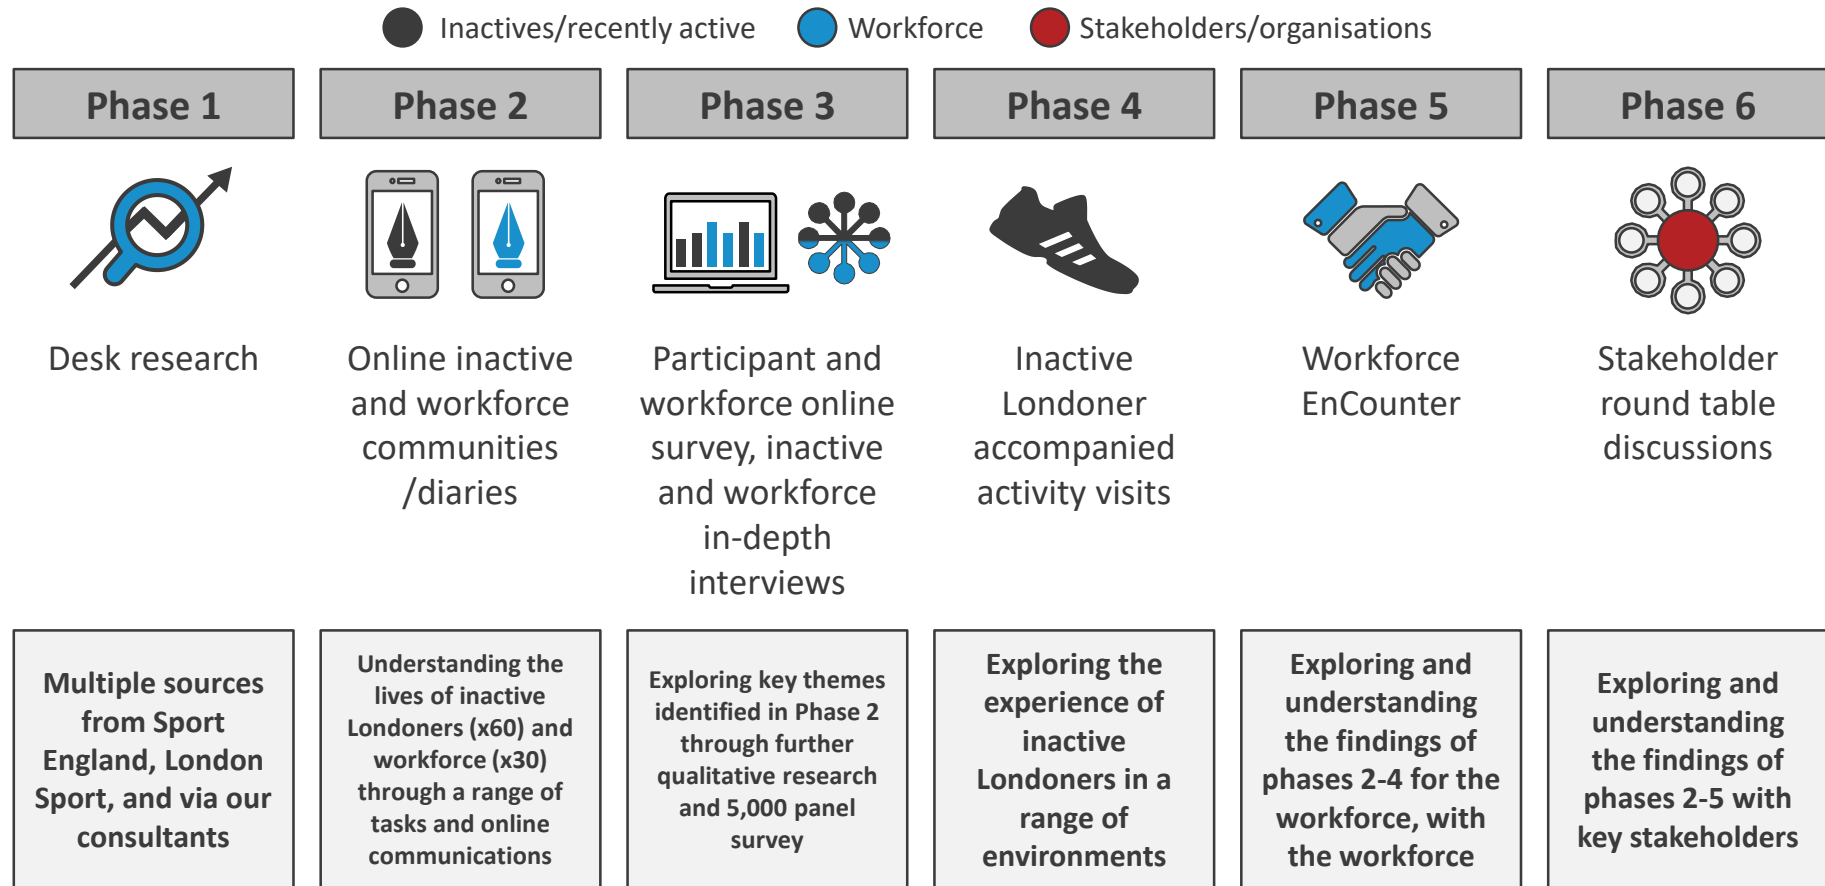 Inactives/recently active
Workforce
Stakeholders/organisations
Phase 1
Phase 2
Phase 3
Phase 4
Phase 5
Phase 6
Desk research
Online inactive
and workforce
communities
/diaries
Participant and
workforce online
survey, inactive
and workforce
in-depth
interviews
Inactive
Londoner
accompanied
activity visits
Workforce
EnCounter
Stakeholder
round table
discussions
Multiple sources
from Sport
England, London
Sport, and via our
consultants
Understanding the
lives of inactive
Londoners (x60) and
workforce (x30)
through a range of
tasks and online
communications
Exploring key themes
identified in Phase 2
through further
qualitative research
and 5,000 panel
survey
Exploring the
experience of
inactive
Londoners in a
range of
environments
Exploring and
understanding
the findings of
phases 2-4 for the
workforce, with
the workforce
Exploring and
understanding
the findings of
phases 2-5 with
key stakeholders